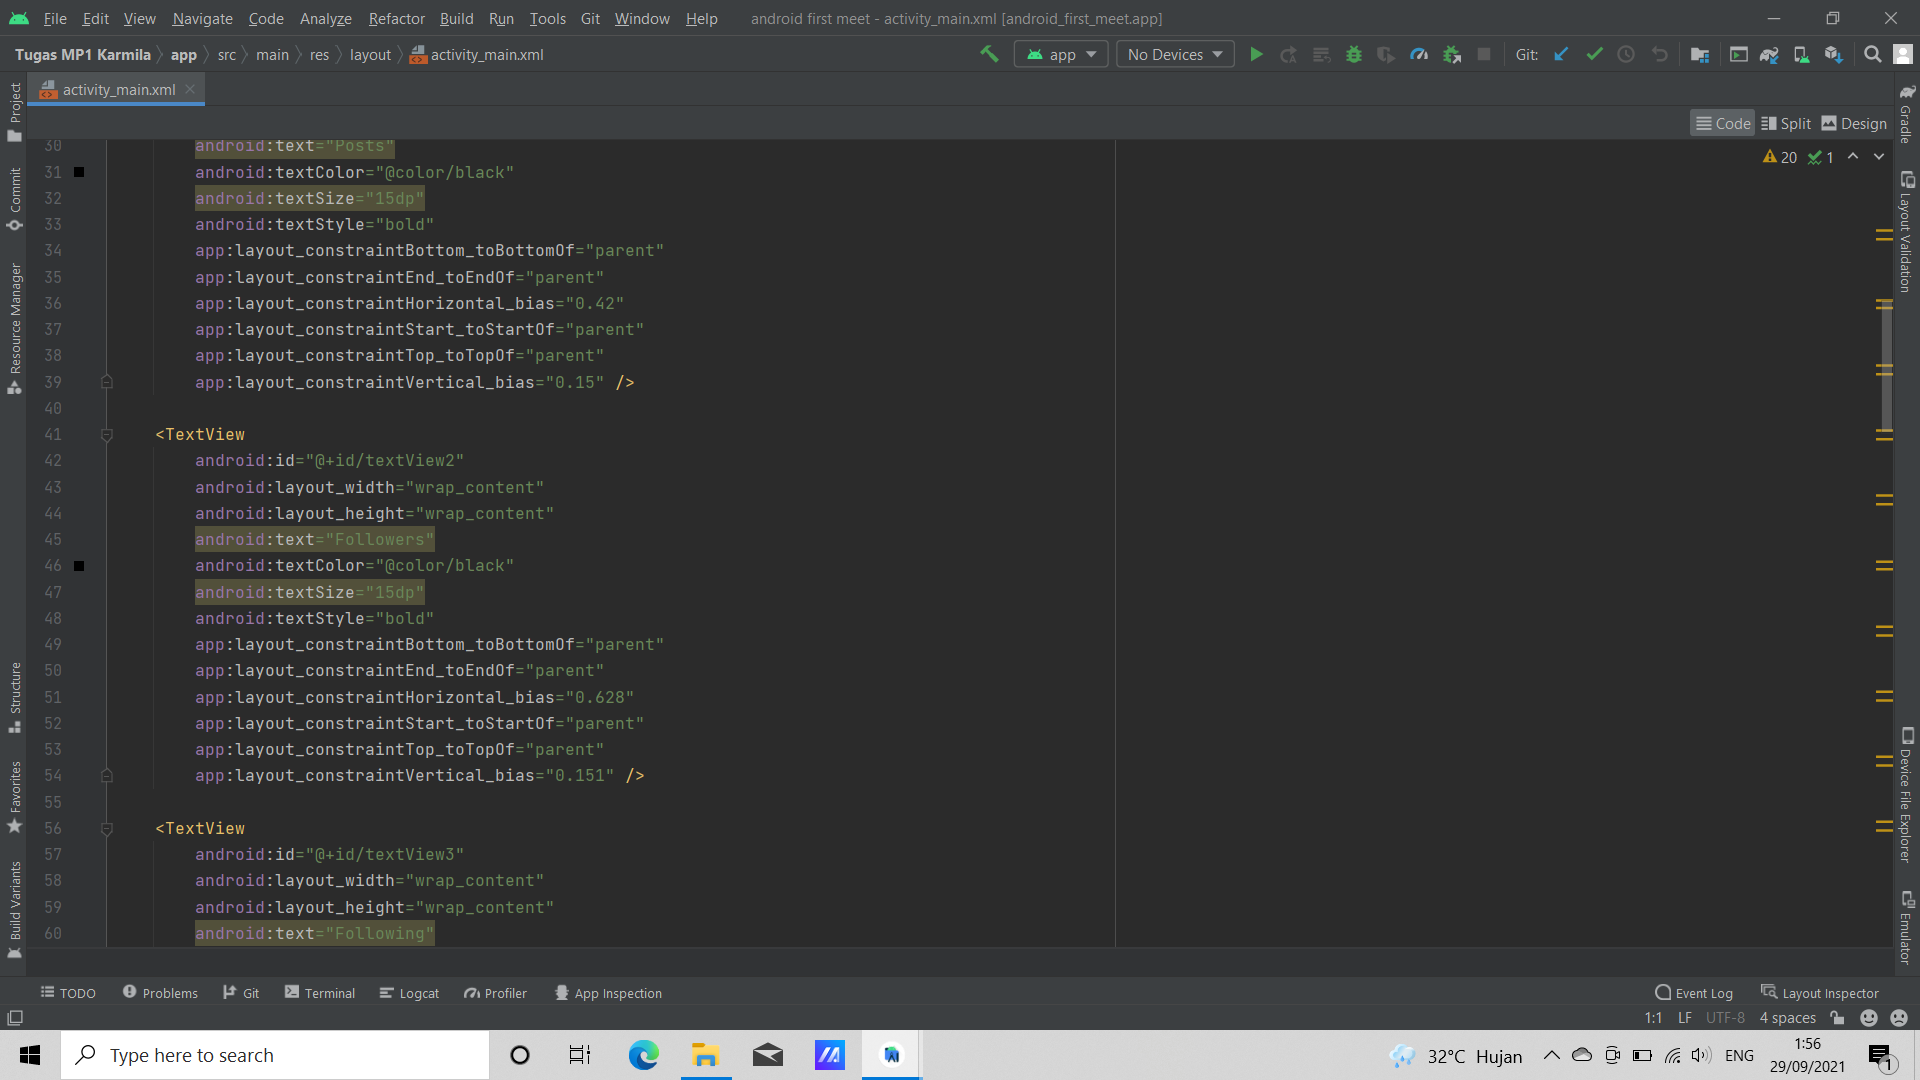 File Edit View Navigate Code Analyze Refactor Build Run Tools Git Window Help android first meet - activity_main.xml [android_first_meet.app]
Tugas MP1 Karmila app src main res layout activity_main.xml app No Devices Git:
activity_main.xml
Code Split Design
20 1
30 android:text="Posts"
31 android:textColor="@color/black"
32 android:textSize="15dp"
33 android:textStyle="bold"
34 app:layout_constraintBottom_toBottomOf="parent"
35 app:layout_constraintEnd_toEndOf="parent"
36 app:layout_constraintHorizontal_bias="0.42"
37 app:layout_constraintStart_toStartOf="parent"
38 app:layout_constraintTop_toTopOf="parent"
39 app:layout_constraintVertical_bias="0.15" />
40
41 <TextView
42 android:id="@+id/textView2"
43 android:layout_width="wrap_content"
44 android:layout_height="wrap_content"
45 android:text="Followers"
46 android:textColor="@color/black"
47 android:textSize="15dp"
48 android:textStyle="bold"
49 app:layout_constraintBottom_toBottomOf="parent"
50 app:layout_constraintEnd_toEndOf="parent"
51 app:layout_constraintHorizontal_bias="0.628"
52 app:layout_constraintStart_toStartOf="parent"
53 app:layout_constraintTop_toTopOf="parent"
54 app:layout_constraintVertical_bias="0.151" />
55
56 <TextView
57 android:id="@+id/textView3"
58 android:layout_width="wrap_content"
59 android:layout_height="wrap_content"
60 android:text="Following"
Project
Commit
Resource Manager
Structure
Favorites
Build Variants
Gradle
Layout Validation
Device File Explorer
Emulator
TODO Problems Git Terminal Logcat Profiler App Inspection Event Log Layout Inspector
1:1 LF UTF-8 4 spaces
Type here to search 32°C Hujan ENG
1:56
29/09/2021
1